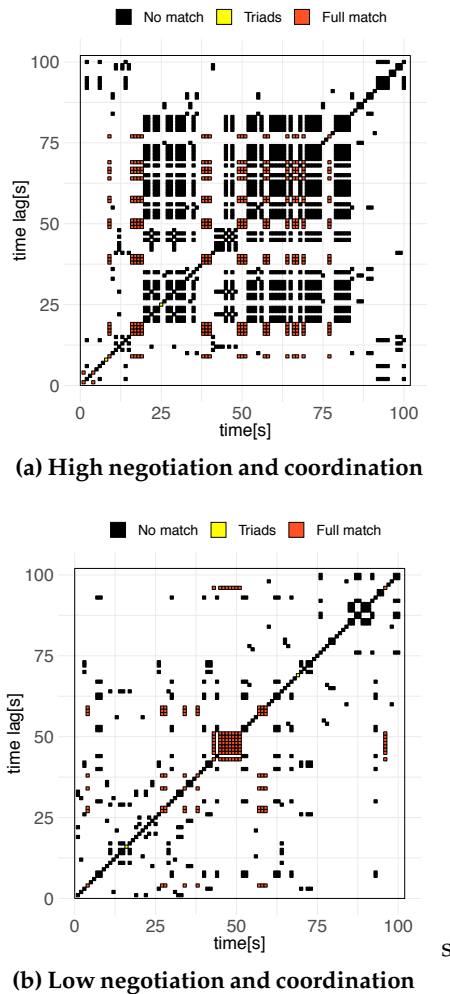 No match Triads Full match
100
75
50
25
0
time lag[s]
0 25 50 75 100
time[s]
(a) High negotiation and coordination
No match Triads Full match
100
75
50
25
0
time lag[s]
0 25 50 75 100
time[s]
s
(b) Low negotiation and coordination